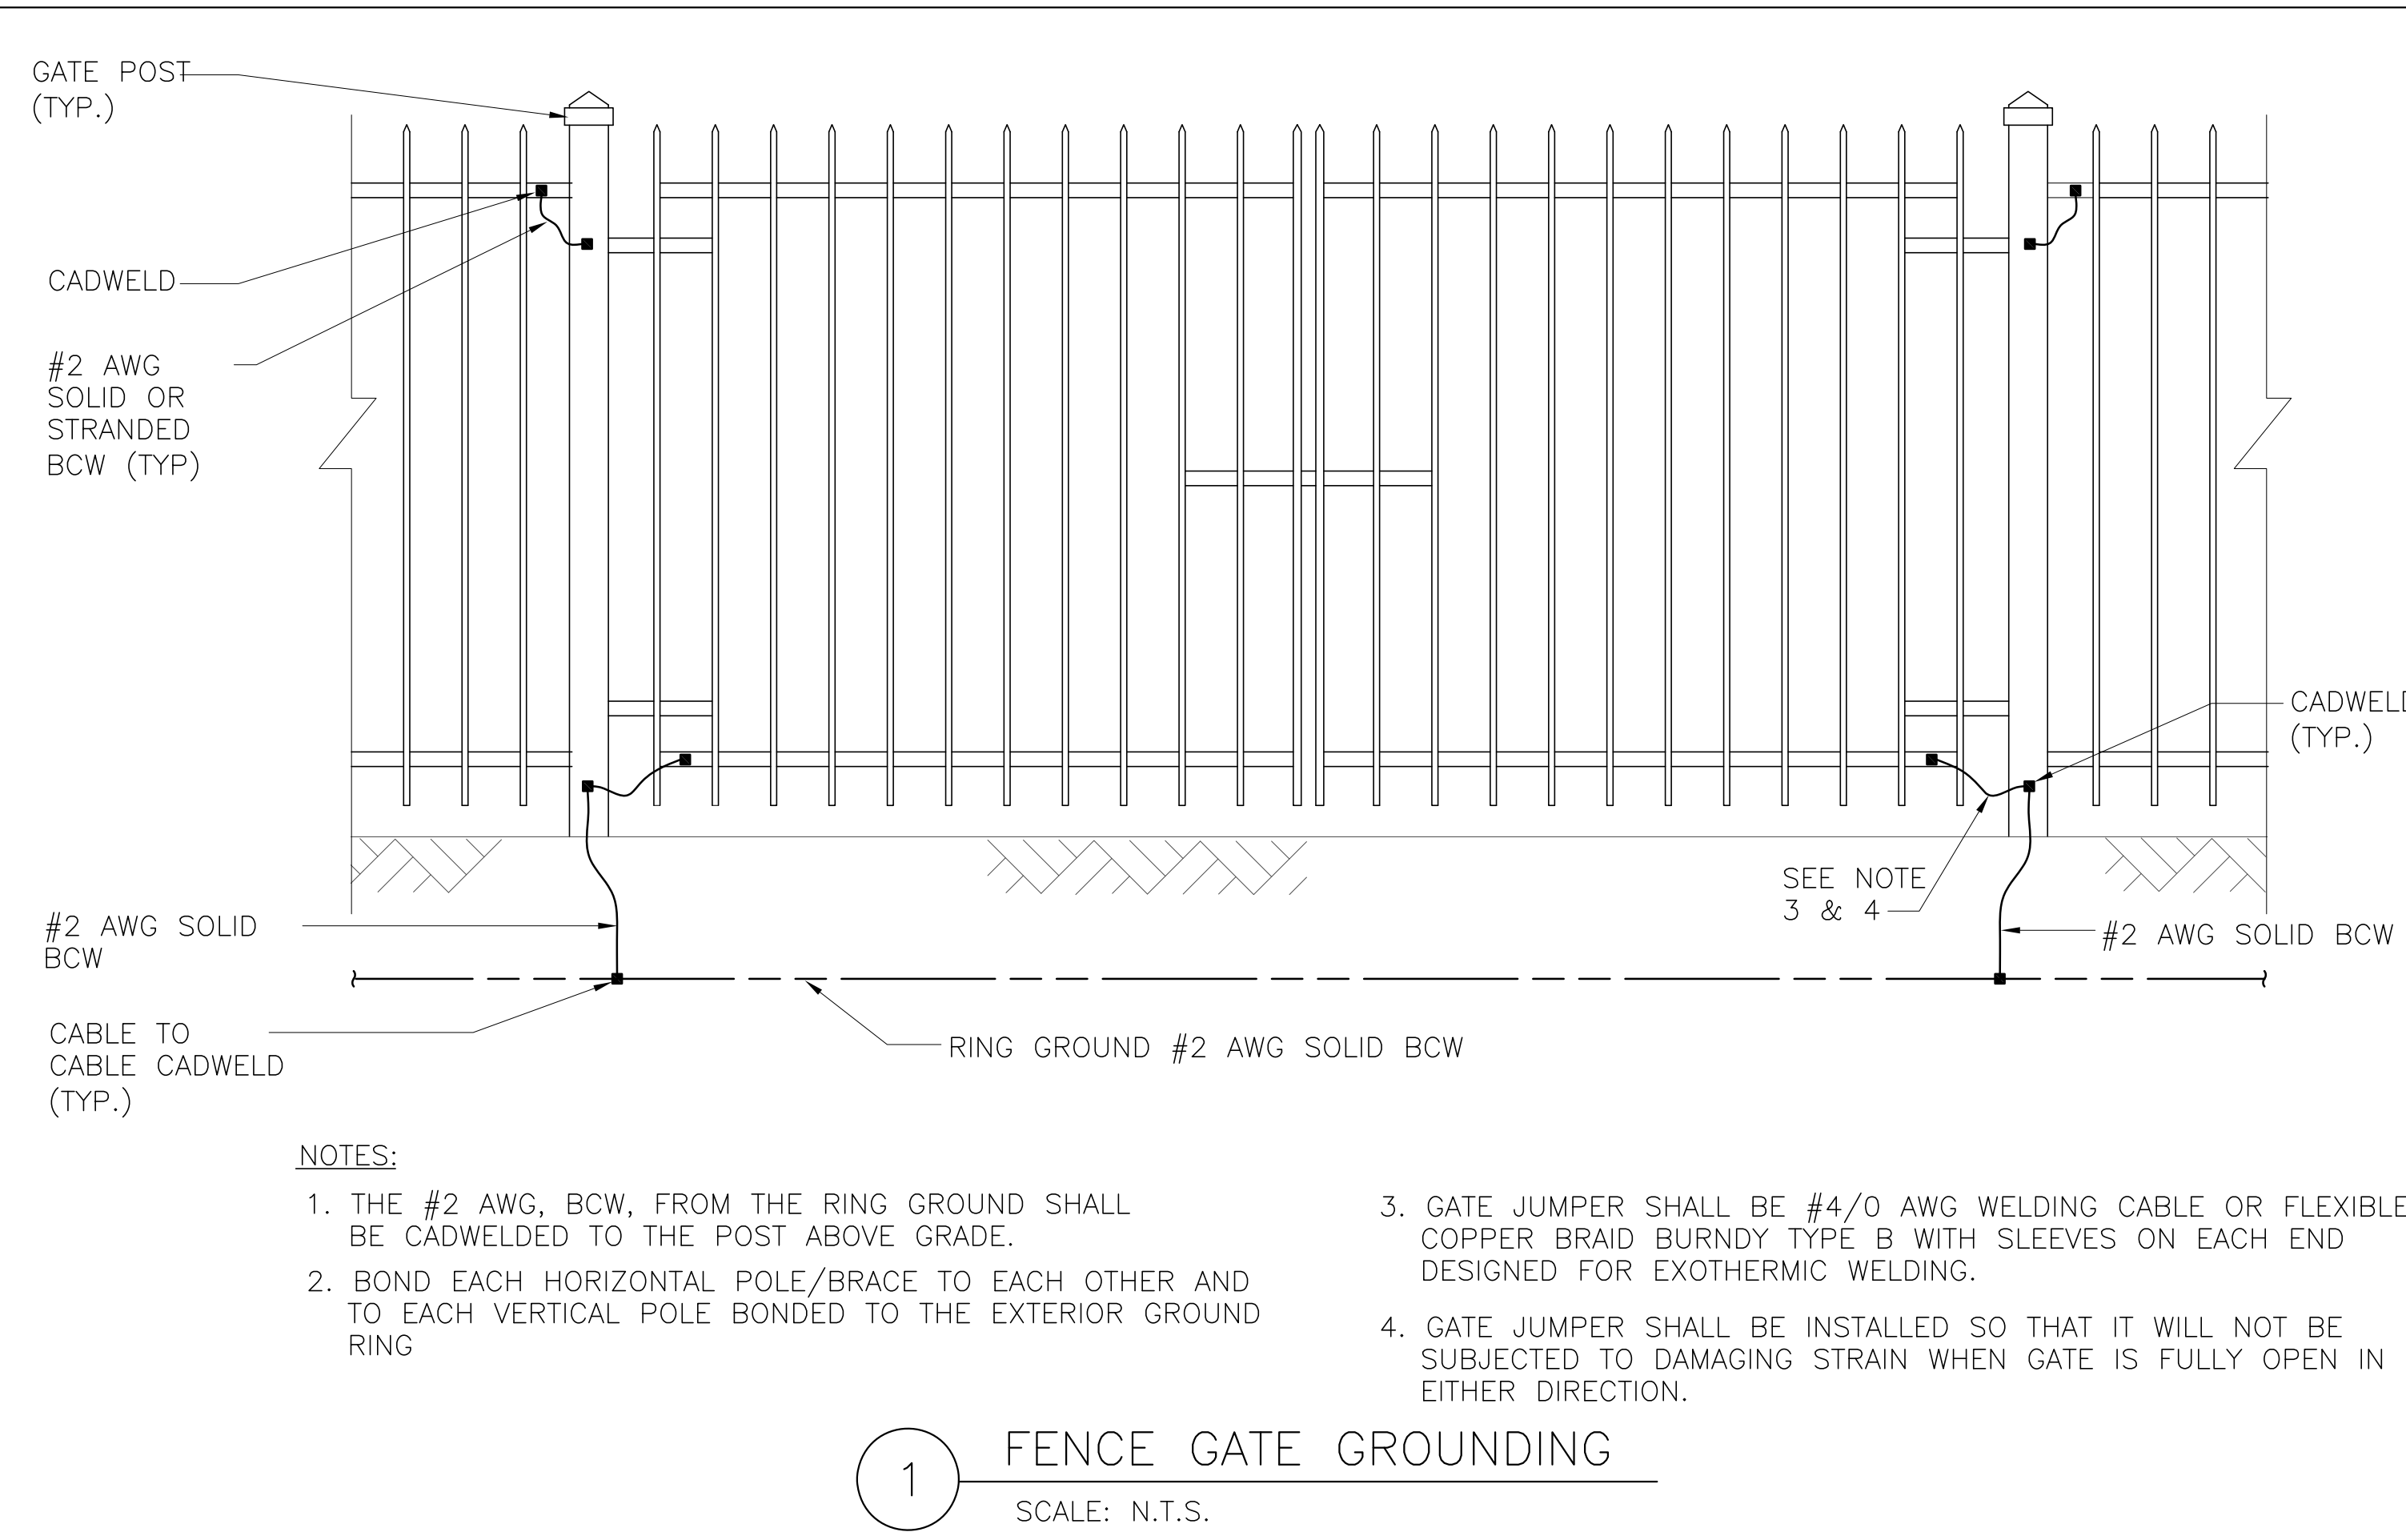 GATE POST
(TYP.)
CADWELD
#2 AWG
SOLID OR
STRANDED
BCW (TYP)
CADWELD
(TYP.)
SEE NOTE
3 & 4
#2 AWG SOLID
BCW
#2 AWG SOLID BCW
CABLE TO
CABLE CADWELD
(TYP.)
RING GROUND #2 AWG SOLID BCW
NOTES:
1. THE #2 AWG, BCW, FROM THE RING GROUND SHALL
BE CADWELDED TO THE POST ABOVE GRADE.
2. BOND EACH HORIZONTAL POLE/BRACE TO EACH OTHER AND
TO EACH VERTICAL POLE BONDED TO THE EXTERIOR GROUND
RING
3. GATE JUMPER SHALL BE #4/0 AWG WELDING CABLE OR FLEXIBLE
COPPER BRAID BURNDY TYPE B WITH SLEEVES ON EACH END
DESIGNED FOR EXOTHERMIC WELDING.
4. GATE JUMPER SHALL BE INSTALLED SO THAT IT WILL NOT BE
SUBJECTED TO DAMAGING STRAIN WHEN GATE IS FULLY OPEN IN
EITHER DIRECTION.
1
FENCE GATE GROUNDING
SCALE: N.T.S.